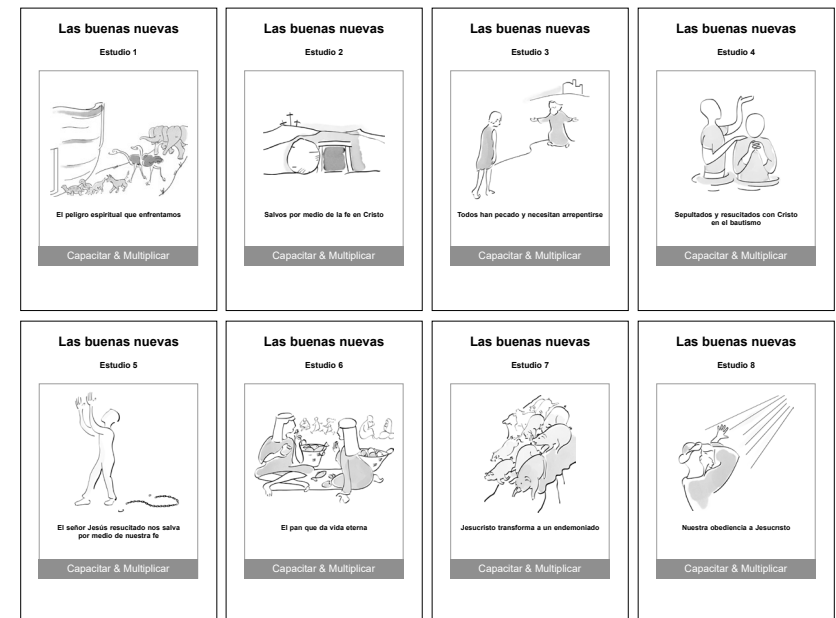 Las buenas nuevas
Estudio 1
El peligro espiritual que enfrentamos
Capacitar & Multiplicar
Las buenas nuevas
Estudio 2
Salvos por medio de la fe en Cristo
Capacitar & Multiplicar
Las buenas nuevas
Estudio 3
Todos han pecado y necesitan arrepentirse
Capacitar & Multiplicar
Las buenas nuevas
Estudio 4
Sepultados y resucitados con Cristo
en el bautismo
Capacitar & Multiplicar
Las buenas nuevas
Estudio 5
El señor Jesús resucitado nos salva
por medio de nuestra fe
Capacitar & Multiplicar
Las buenas nuevas
Estudio 6
El pan que da vida eterna
Capacitar & Multiplicar
Las buenas nuevas
Estudio 7
Jesucristo transforma a un endemoniado
Capacitar & Multiplicar
Las buenas nuevas
Estudio 8
Nuestra obediencia a Jesucrısto
Capacitar & Multiplicar